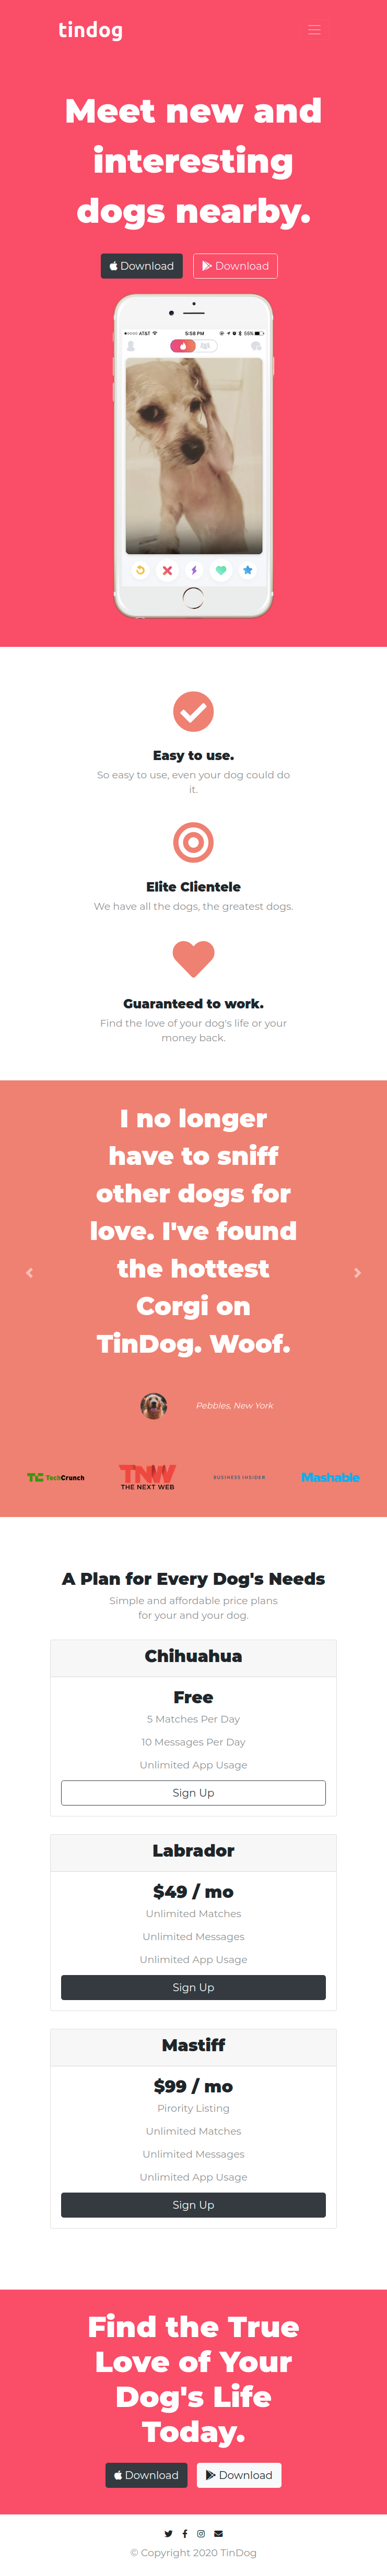 tindog
Meet new and
interesting
dogs nearby.
Download Download
AT&T 5:58 PM 55%
Easy to use.
So easy to use, even your dog could do
it.
Elite Clientele
We have all the dogs, the greatest dogs.
Guaranteed to work.
Find the love of your dog's life or your
money back.
I no longer
have to sniff
other dogs for
love. I've found
the hottest
Corgi on
TinDog. Woof.
Pebbles, New York
TC TechCrunch
TNW
THE NEXT WEB
BUSINESS INSIDER
Mashable
A Plan for Every Dog's Needs
Simple and affordable price plans
for your and your dog.
Chihuahua
Free
5 Matches Per Day
10 Messages Per Day
Unlimited App Usage
Sign Up
Labrador
$49 / mo
Unlimited Matches
Unlimited Messages
Unlimited App Usage
Sign Up
Mastiff
$99 / mo
Pirority Listing
Unlimited Matches
Unlimited Messages
Unlimited App Usage
Sign Up
Find the True
Love of Your
Dog's Life
Today.
Download Download
© Copyright 2020 TinDog